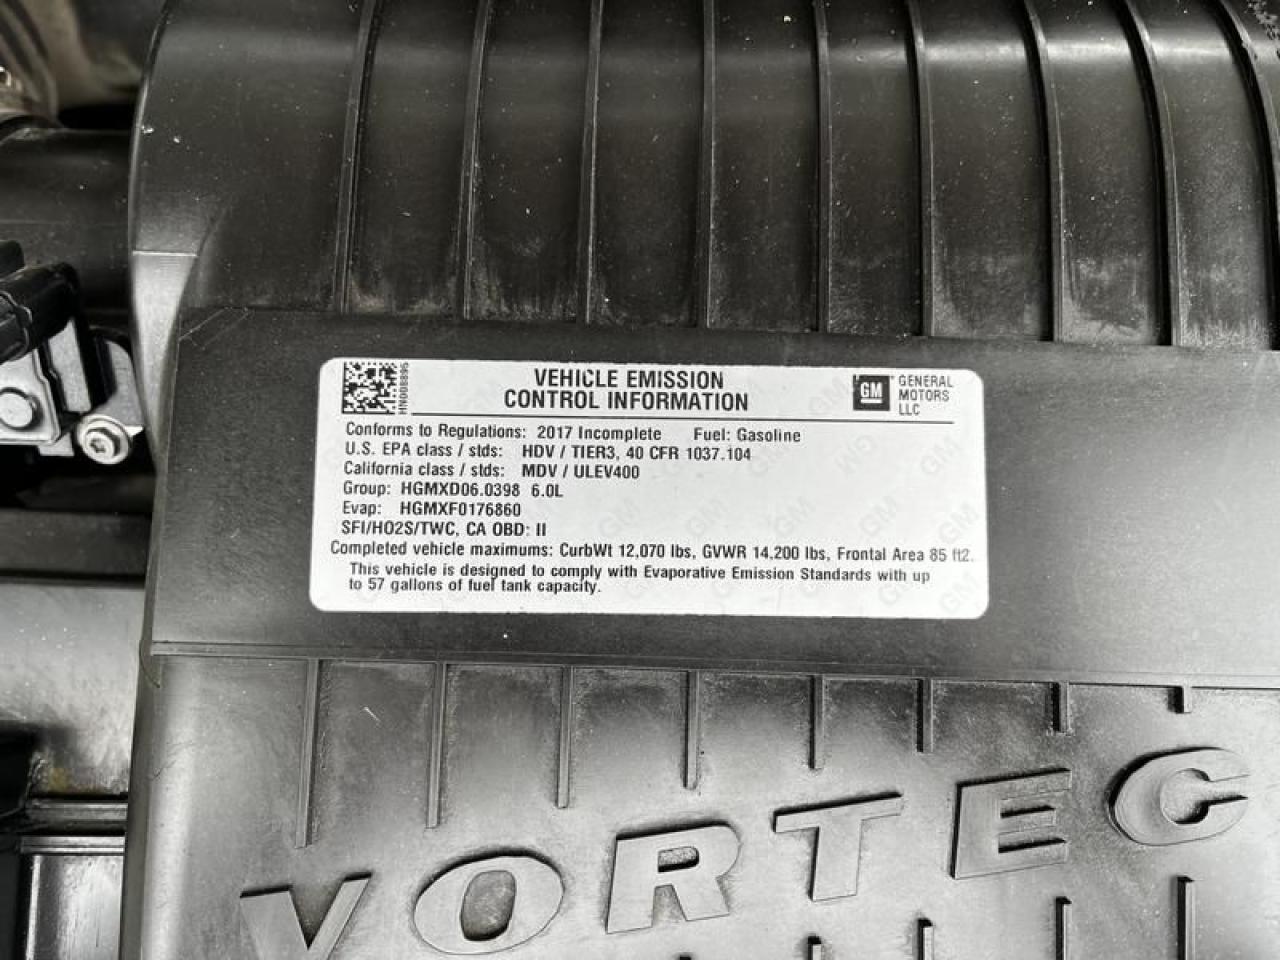 HN008895
VEHICLE EMISSION
CONTROL INFORMATION
GM
GENERAL
MOTORS
LLC
Conforms to Regulations: 2017 Incomplete Fuel: Gasoline
U.S. EPA class / stds: HDV / TIER3, 40 CFR 1037.104
California class / stds: MDV / ULEV400
Group: HGMXD06.0398 6.0L
Evap: HGMXF0176860
SFI/HO2S/TWC, CA OBD: II
Completed vehicle maximums: CurbWt 12,070 lbs, GVWR 14,200 lbs, Frontal Area 85 ft2.
This vehicle is designed to comply with Evaporative Emission Standards with up
to 57 gallons of fuel tank capacity.
VORTEC